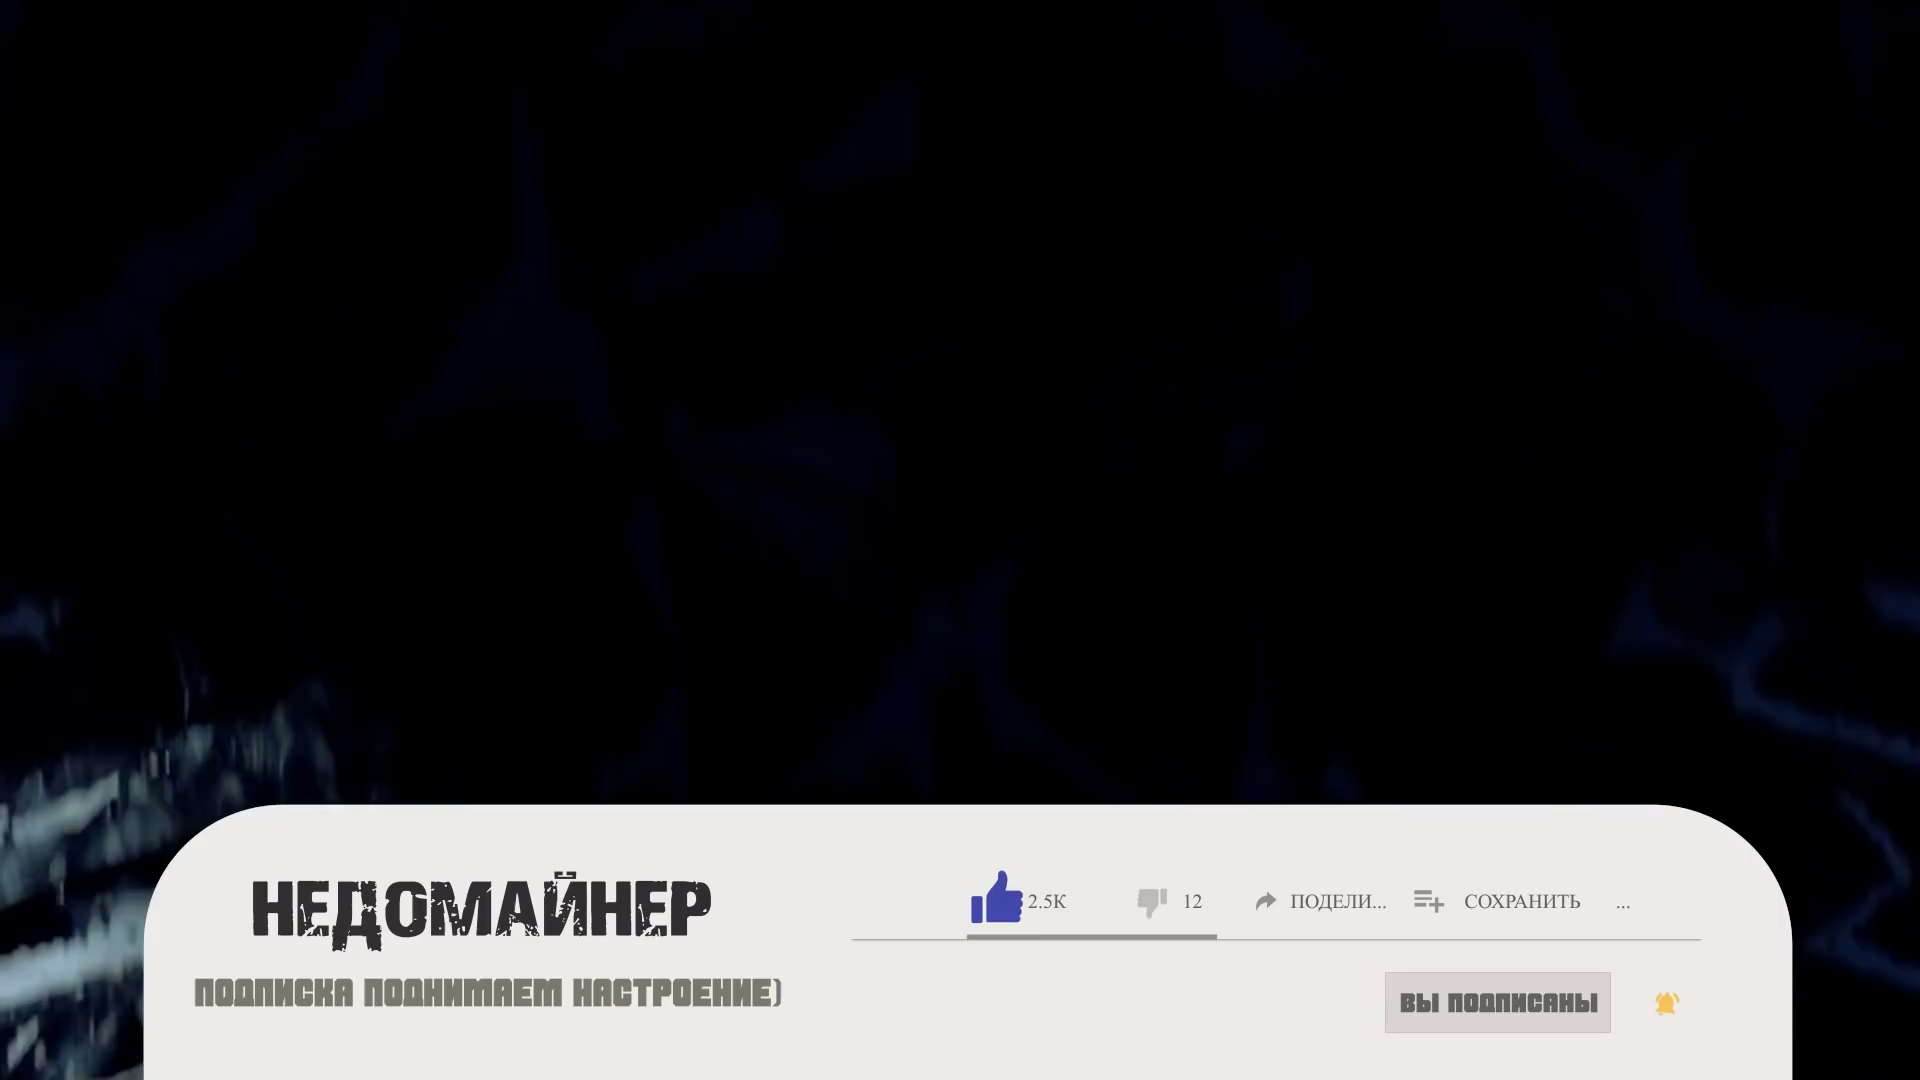 НЕДОМАЙНЕР
ПОДПИСКА ПОДНИМАЕМ НАСТРОЕНИЕ)
2.5K
12
ПОДЕЛИ...
СОХРАНИТЬ
...
ВЫ ПОДПИСАНЫ